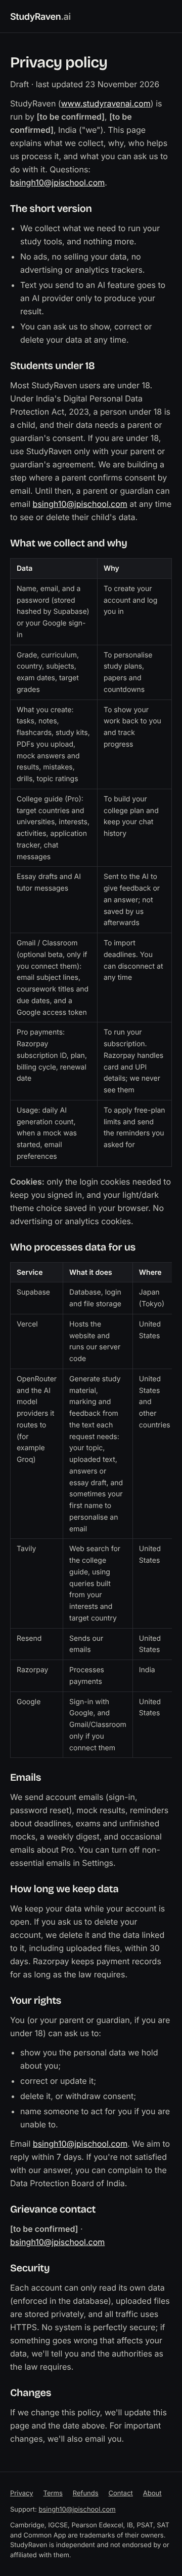 StudyRaven.ai
Privacy policy
Draft · last updated 23 November 2026
StudyRaven (www.studyravenai.com) is
run by [to be confirmed], [to be
confirmed], India ("we"). This page
explains what we collect, why, who helps
us process it, and what you can ask us to
do with it. Questions:
bsingh10@jpischool.com.
The short version
• We collect what we need to run your
study tools, and nothing more.
• No ads, no selling your data, no
advertising or analytics trackers.
• Text you send to an AI feature goes to
an AI provider only to produce your
result.
• You can ask us to show, correct or
delete your data at any time.
Students under 18
Most StudyRaven users are under 18.
Under India's Digital Personal Data
Protection Act, 2023, a person under 18 is
a child, and their data needs a parent or
guardian's consent. If you are under 18,
use StudyRaven only with your parent or
guardian's agreement. We are building a
step where a parent confirms consent by
email. Until then, a parent or guardian can
email bsingh10@jpischool.com at any time
to see or delete their child's data.
What we collect and why
Data Why
Name, email, and a
password (stored
hashed by Supabase)
or your Google sign-
in
To create your
account and log
you in
Grade, curriculum,
country, subjects,
exam dates, target
grades
To personalise
study plans,
papers and
countdowns
What you create:
tasks, notes,
flashcards, study kits,
PDFs you upload,
mock answers and
results, mistakes,
drills, topic ratings
To show your
work back to you
and track
progress
College guide (Pro):
target countries and
universities, interests,
activities, application
tracker, chat
messages
To build your
college plan and
keep your chat
history
Essay drafts and AI
tutor messages
Sent to the AI to
give feedback or
an answer; not
saved by us
afterwards
Gmail / Classroom
(optional beta, only if
you connect them):
email subject lines,
coursework titles and
due dates, and a
Google access token
To import
deadlines. You
can disconnect at
any time
Pro payments:
Razorpay
subscription ID, plan,
billing cycle, renewal
date
To run your
subscription.
Razorpay handles
card and UPI
details; we never
see them
Usage: daily AI
generation count,
when a mock was
started, email
preferences
To apply free-plan
limits and send
the reminders you
asked for
Cookies: only the login cookies needed to
keep you signed in, and your light/dark
theme choice saved in your browser. No
advertising or analytics cookies.
Who processes data for us
Service What it does Where
Supabase
Database, login
and file storage
Japan
(Tokyo)
Vercel
Hosts the
website and
runs our server
code
United
States
OpenRouter
and the AI
model
providers it
routes to
(for
example
Groq)
Generate study
material,
marking and
feedback from
the text each
request needs:
your topic,
uploaded text,
answers or
essay draft, and
sometimes your
first name to
personalise an
email
United
States
and
other
countries
Tavily
Web search for
the college
guide, using
queries built
from your
interests and
target country
United
States
Resend
Sends our
emails
United
States
Razorpay
Processes
payments
India
Google
Sign-in with
Google, and
Gmail/Classroom
only if you
connect them
United
States
Emails
We send account emails (sign-in,
password reset), mock results, reminders
about deadlines, exams and unfinished
mocks, a weekly digest, and occasional
emails about Pro. You can turn off non-
essential emails in Settings.
How long we keep data
We keep your data while your account is
open. If you ask us to delete your
account, we delete it and the data linked
to it, including uploaded files, within 30
days. Razorpay keeps payment records
for as long as the law requires.
Your rights
You (or your parent or guardian, if you are
under 18) can ask us to:
• show you the personal data we hold
about you;
• correct or update it;
• delete it, or withdraw consent;
• name someone to act for you if you are
unable to.
Email bsingh10@jpischool.com. We aim to
reply within 7 days. If you're not satisfied
with our answer, you can complain to the
Data Protection Board of India.
Grievance contact
[to be confirmed] ·
bsingh10@jpischool.com
Security
Each account can only read its own data
(enforced in the database), uploaded files
are stored privately, and all traffic uses
HTTPS. No system is perfectly secure; if
something goes wrong that affects your
data, we'll tell you and the authorities as
the law requires.
Changes
If we change this policy, we'll update this
page and the date above. For important
changes, we'll also email you.
Privacy Terms Refunds Contact About
Support: bsingh10@jpischool.com
Cambridge, IGCSE, Pearson Edexcel, IB, PSAT, SAT
and Common App are trademarks of their owners.
StudyRaven is independent and not endorsed by or
affiliated with them.